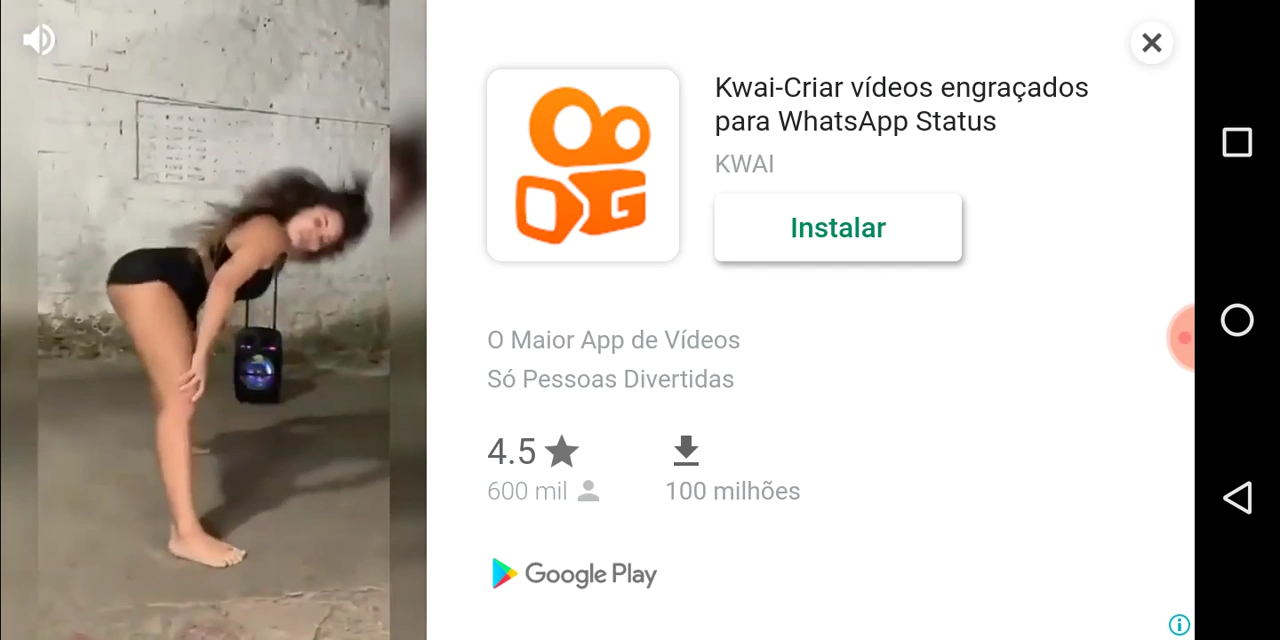 Kwai-Criar vídeos engraçados
para WhatsApp Status
KWAI
Instalar
O Maior App de Vídeos
Só Pessoas Divertidas
4.5
600 mil
100 milhões
Google Play